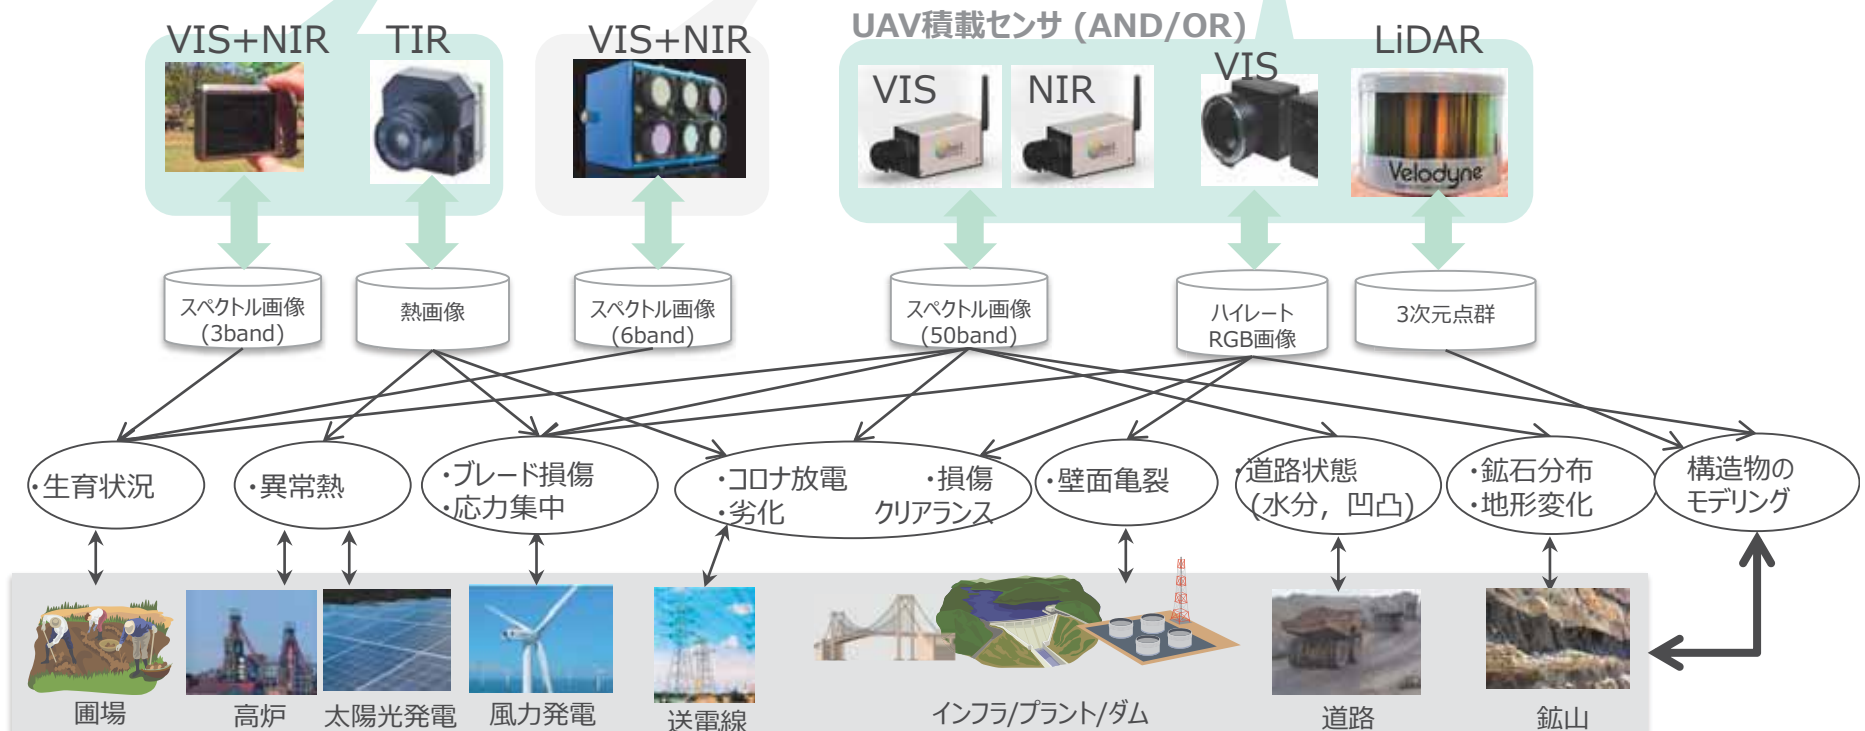 UAV積載センサ (AND/OR)
VIS+NIR
TIR
VIS+NIR
VIS
NIR
VIS
LiDAR
Velodyne
スペクトル画像
(3band)
熱画像
スペクトル画像
(6band)
スペクトル画像
(50band)
ハイレート
RGB画像
3次元点群
・生育状況
・異常熱
・ブレード損傷
・応力集中
・コロナ放電 ・損傷
・劣化 クリアランス
・壁面亀裂
・道路状態
(水分，凹凸)
・鉱石分布
・地形変化
構造物の
モデリング
圃場
高炉
太陽光発電
風力発電
送電線
インフラ/プラント/ダム
道路
鉱山